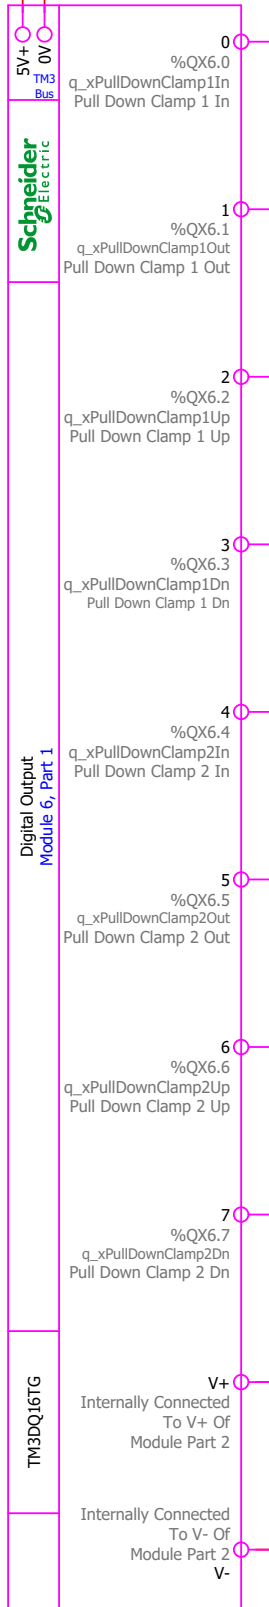 5V+
0V
TM3
Bus
Schneider
Electric
0
%QX6.0
q_xPullDownClamp1In
Pull Down Clamp 1 In
1
%QX6.1
q_xPullDownClamp1Out
Pull Down Clamp 1 Out
2
%QX6.2
q_xPullDownClamp1Up
Pull Down Clamp 1 Up
3
%QX6.3
q_xPullDownClamp1Dn
Pull Down Clamp 1 Dn
Digital Output
Module 6, Part 1
4
%QX6.4
q_xPullDownClamp2In
Pull Down Clamp 2 In
5
%QX6.5
q_xPullDownClamp2Out
Pull Down Clamp 2 Out
6
%QX6.6
q_xPullDownClamp2Up
Pull Down Clamp 2 Up
7
%QX6.7
q_xPullDownClamp2Dn
Pull Down Clamp 2 Dn
TM3DQ16TG
V+
Internally Connected
To V+ Of
Module Part 2
Internally Connected
To V- Of
Module Part 2
V-